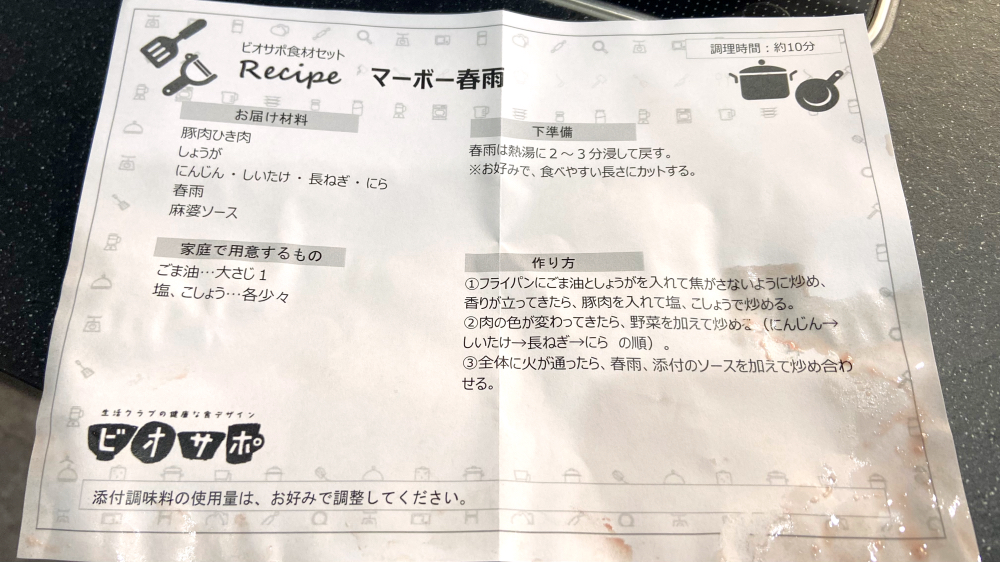 ビオサポ食材セット
Recipe マーボー春雨
調理時間：約10分
お届け材料
豚肉ひき肉
しょうが
にんじん・しいたけ・長ねぎ・にら
春雨
麻婆ソース
家庭で用意するもの
ごま油…大さじ１
塩、こしょう…各少々
下準備
春雨は熱湯に２～３分浸して戻す。
※お好みで、食べやすい長さにカットする。
作り方
①フライパンにごま油としょうがを入れて焦がさないように炒め、
香りが立ってきたら、豚肉を入れて塩、こしょうで炒める。
②肉の色が変わってきたら、野菜を加えて炒める（にんじん→
しいたけ→長ねぎ→にら の順）。
③全体に火が通ったら、春雨、添付のソースを加えて炒め合わ
せる。
生活クラブの健康な食デザイン
ビオサポ
添付調味料の使用量は、お好みで調整してください。